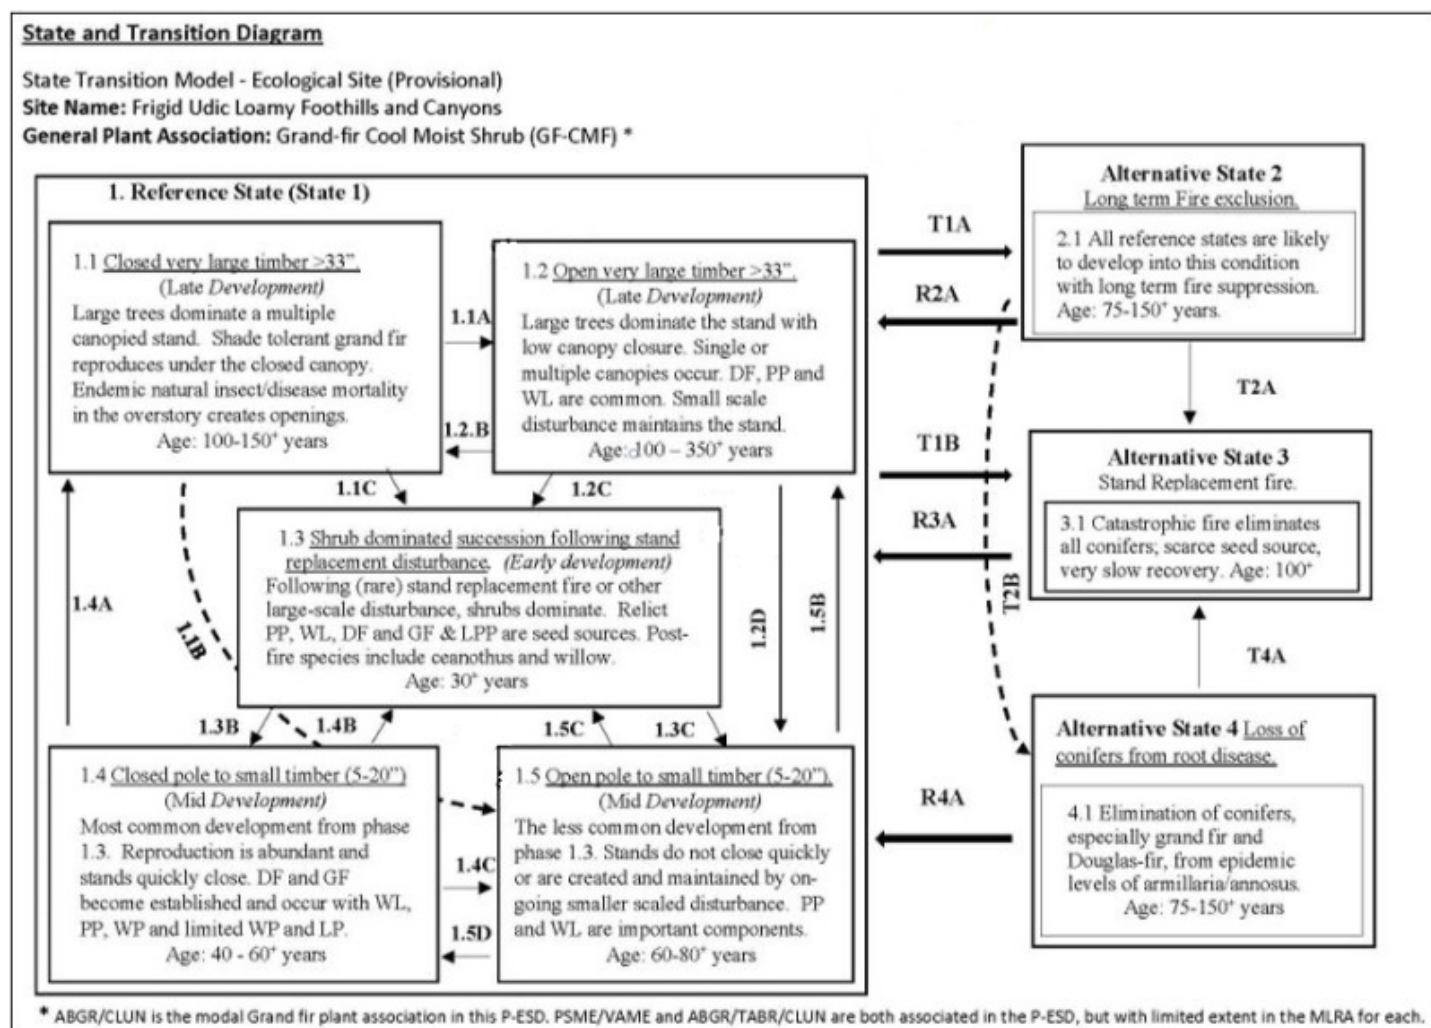 State and Transition Diagram
State Transition Model - Ecological Site (Provisional)
Site Name: Frigid Udic Loamy Foothills and Canyons
General Plant Association: Grand-fir Cool Moist Shrub (GF-CMF) *
1. Reference State (State 1)
1.1 Closed very large timber >33”.
(Late Development)
Large trees dominate a multiple
canopied stand. Shade tolerant grand fir
reproduces under the closed canopy.
Endemic natural insect/disease mortality
in the overstory creates openings.
Age: 100-150+ years
1.1A
1.2.B
1.2 Open very large timber >33”.
(Late Development)
Large trees dominate the stand with
low canopy closure. Single or
multiple canopies occur. DF, PP and
WL are common. Small scale
disturbance maintains the stand.
Age: 100 – 350+ years
1.1C
1.2C
1.3 Shrub dominated succession following stand
replacement disturbance. (Early development)
Following (rare) stand replacement fire or other
large-scale disturbance, shrubs dominate. Relict
PP, WL, DF and GF & LPP are seed sources. Post-
fire species include ceanothus and willow.
Age: 30+ years
1.4A
1.1B
1.2D
1.5B
1.3B
1.4B
1.5C
1.3C
1.4 Closed pole to small timber (5-20”)
(Mid Development)
Most common development from phase
1.3. Reproduction is abundant and
stands quickly close. DF and GF
become established and occur with WL,
PP, WP and limited WP and LP.
Age: 40 - 60+ years
1.4C
1.5D
1.5 Open pole to small timber (5-20”).
(Mid Development)
The less common development from
phase 1.3. Stands do not close quickly
or are created and maintained by on-
going smaller scaled disturbance. PP
and WL are important components.
Age: 60-80+ years
T1A
R2A
T1B
R3A
T2B
R4A
Alternative State 2
Long term Fire exclusion.
2.1 All reference states are likely
to develop into this condition
with long term fire suppression.
Age: 75-150+ years.
T2A
Alternative State 3
Stand Replacement fire.
3.1 Catastrophic fire eliminates
all conifers; scarce seed source,
very slow recovery. Age: 100+
T4A
Alternative State 4 Loss of
conifers from root disease.
4.1 Elimination of conifers,
especially grand fir and
Douglas-fir, from epidemic
levels of armillaria/annosus.
Age: 75-150+ years
* ABGR/CLUN is the modal Grand fir plant association in this P-ESD. PSME/VAME and ABGR/TABR/CLUN are both associated in the P-ESD, but with limited extent in the MLRA for each.